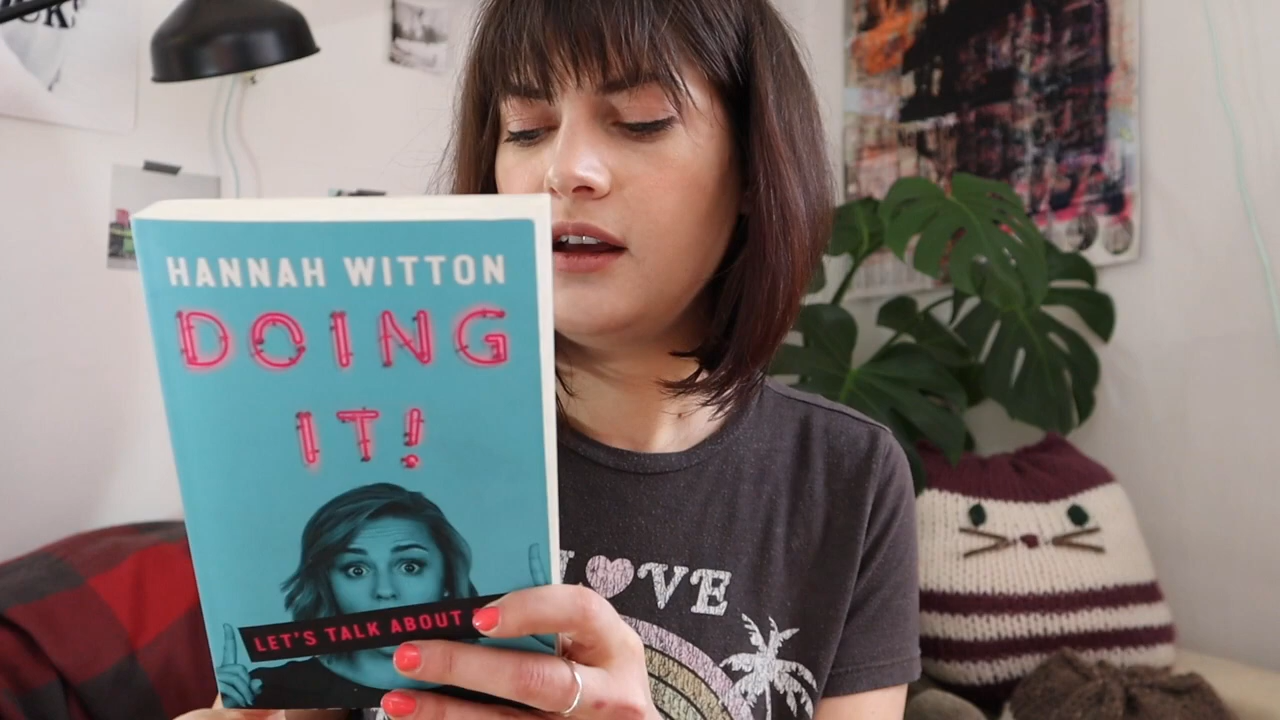 HANNAH WITTON
DOING
IT!
LET'S TALK ABOUT
LOVE